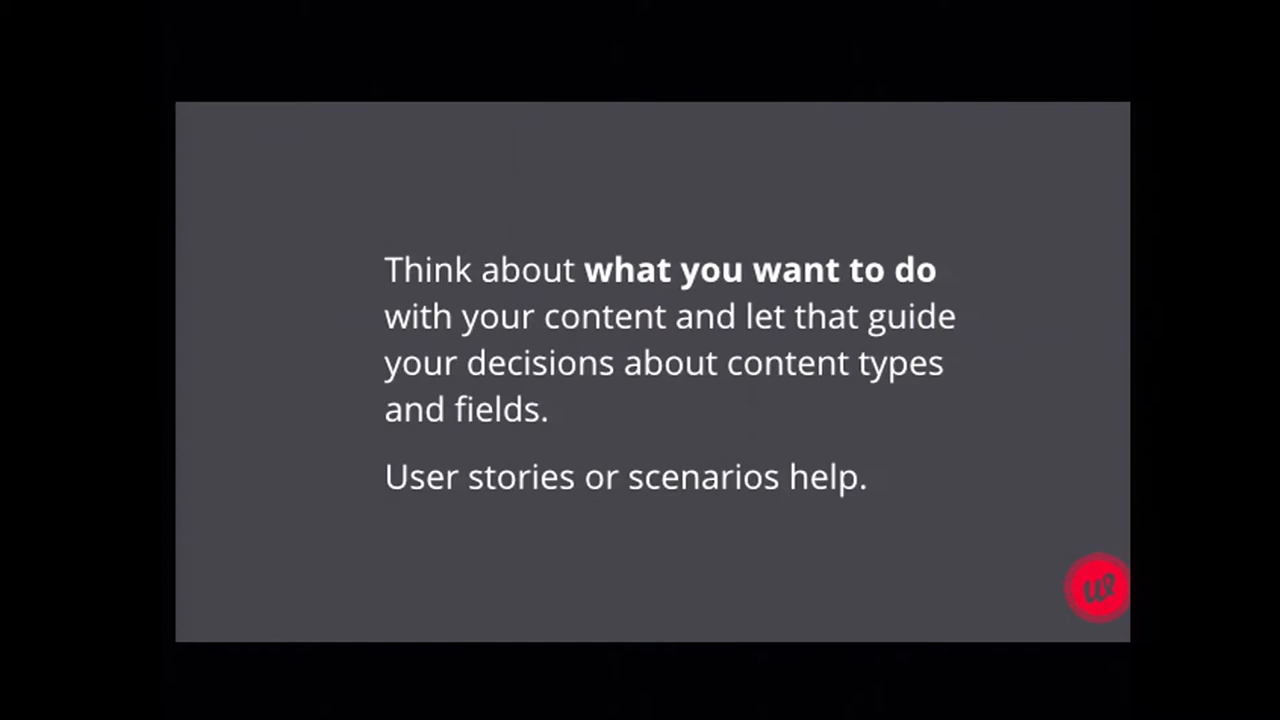 Think about what you want to do
with your content and let that guide
your decisions about content types
and fields.
User stories or scenarios help.